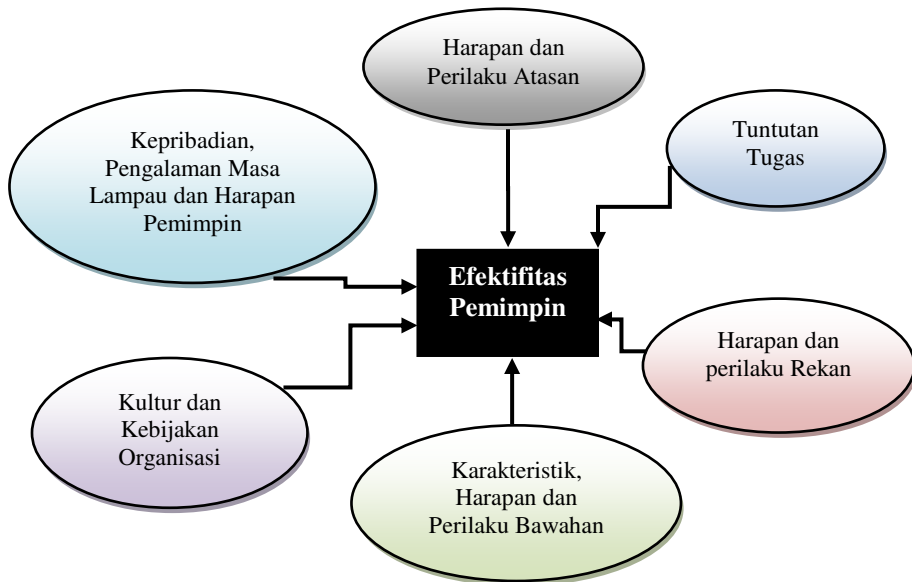 Harapan dan
Perilaku Atasan
Kepribadian,
Pengalaman Masa
Lampau dan Harapan
Pemimpin
Tuntutan
Tugas
Efektifitas
Pemimpin
Harapan dan
perilaku Rekan
Kultur dan
Kebijakan
Organisasi
Karakteristik,
Harapan dan
Perilaku Bawahan